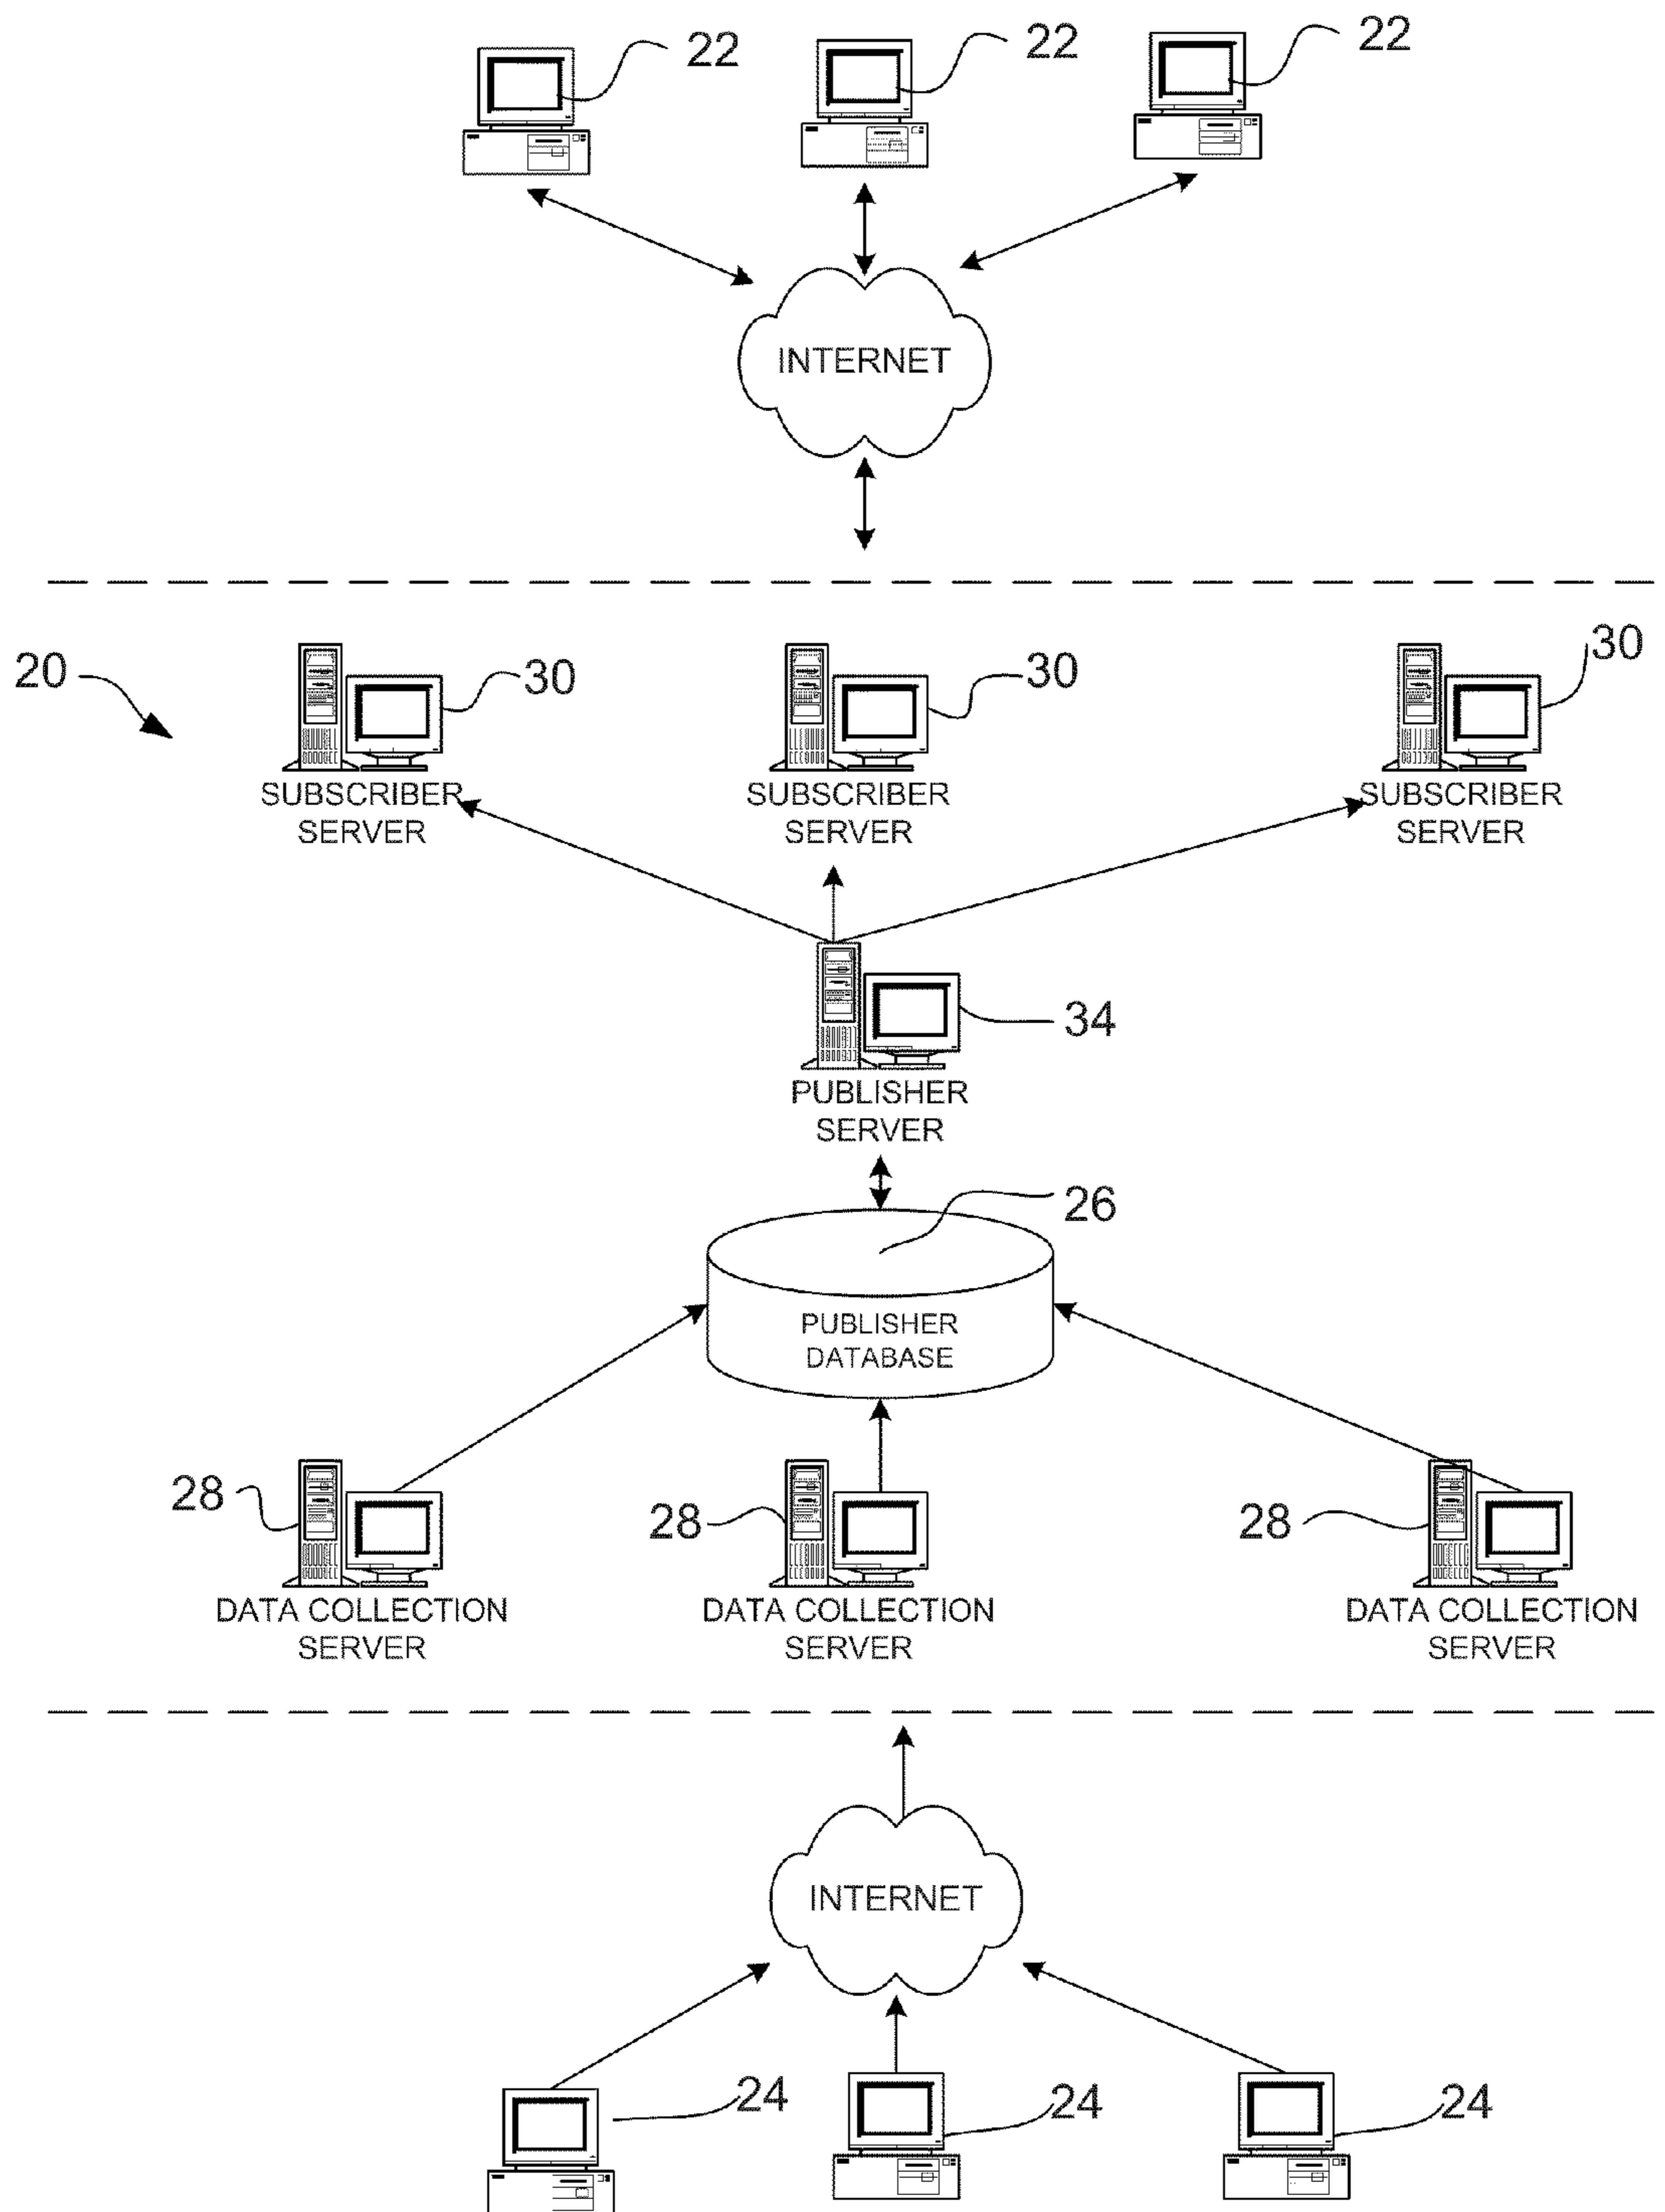 22
22
22
INTERNET
20
30
30
30
SUBSCRIBER
SERVER
SUBSCRIBER
SERVER
SUBSCRIBER
SERVER
34
PUBLISHER
SERVER
26
PUBLISHER
DATABASE
28
28
28
DATA COLLECTION
SERVER
DATA COLLECTION
SERVER
DATA COLLECTION
SERVER
INTERNET
24
24
24